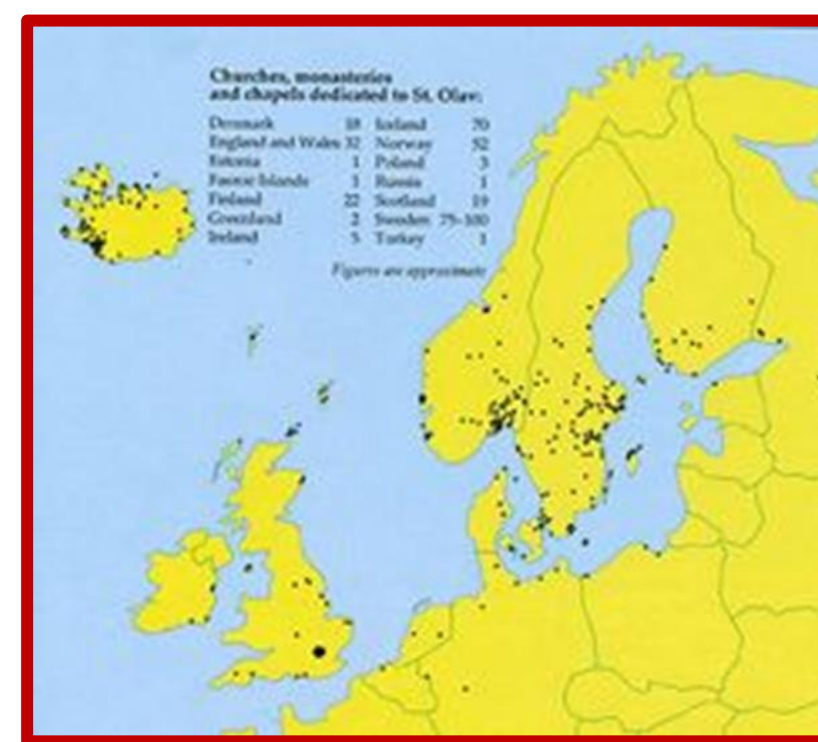 Churches, monasteries
and chapels dedicated to St. Olav:
Denmark 18 Iceland 70
England and Wales 32 Norway 52
Estonia 1 Poland 3
Faeroe Islands 1 Russia 1
Finland 22 Scotland 19
Greenland 2 Sweden 75-100
Ireland 5 Turkey 1
Figures are approximate